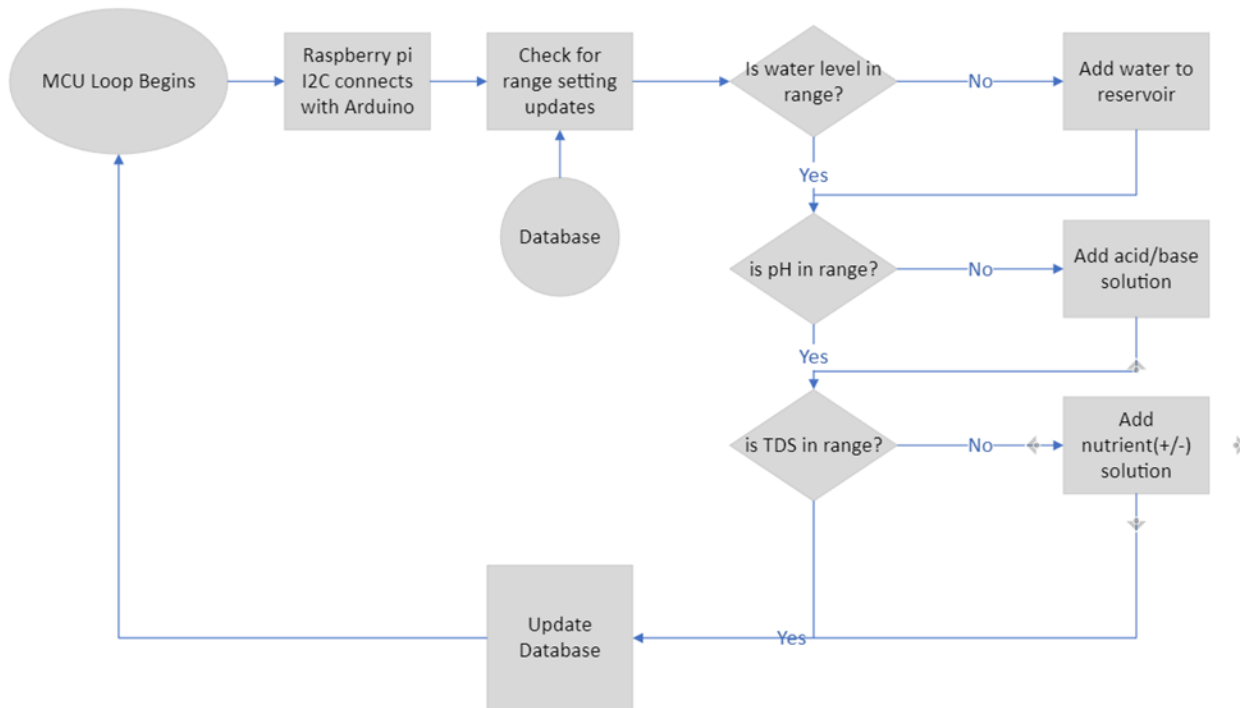 MCU Loop Begins
Raspberry pi
I2C connects
with Arduino
Check for
range setting
updates
Is water level in
range?
No
Add water to
reservoir
Yes
Database
is pH in range?
No
Add acid/base
solution
Yes
is TDS in range?
No
Add
nutrient(+/-)
solution
Update
Database
Yes